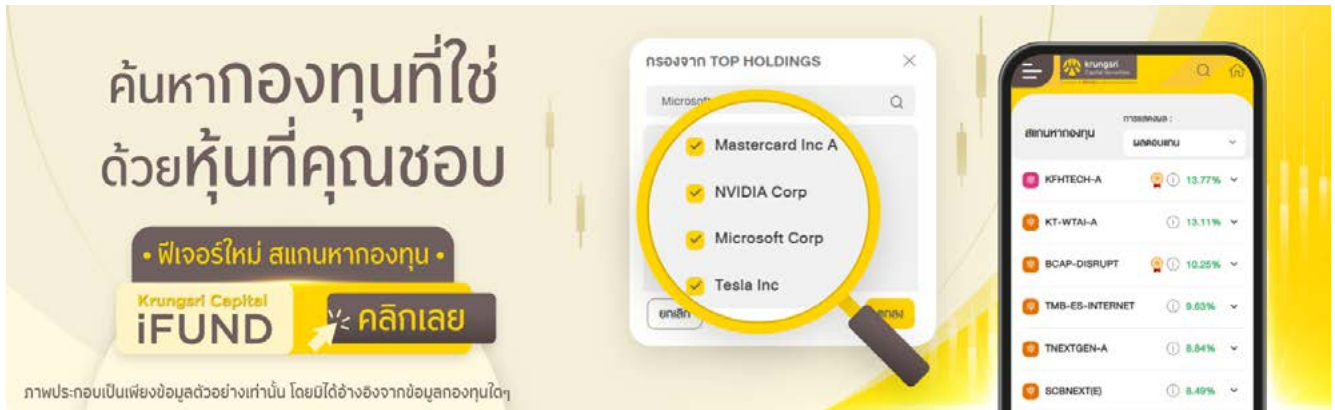 ค้นหากองทุนที่ใช่
ด้วยหุ้นที่คุณชอบ
• ฟีเจอร์ใหม่ สแกนหากองทุน •
Krungsri Capital
iFUND
คลิกเลย
ภาพประกอบเป็นเพียงข้อมูลตัวอย่างเท่านั้น โดยมิได้อ้างอิงจากข้อมูลกองทุนใดๆ
กรองจาก TOP HOLDINGS
Mastercard Inc A
NVIDIA Corp
Microsoft Corp
Tesla Inc
ยกเลิก
krungsri
การแสดงผล :
สแกนหากองทุน
ผลตอบแทน
KFHTECH-A 13.77%
KT-WTAI-A 13.11%
BCAP-DISRUPT 10.25%
TMB-ES-INTERNET 9.63%
TNEXTGEN-A 8.84%
SCBNEXT(E) 8.49%